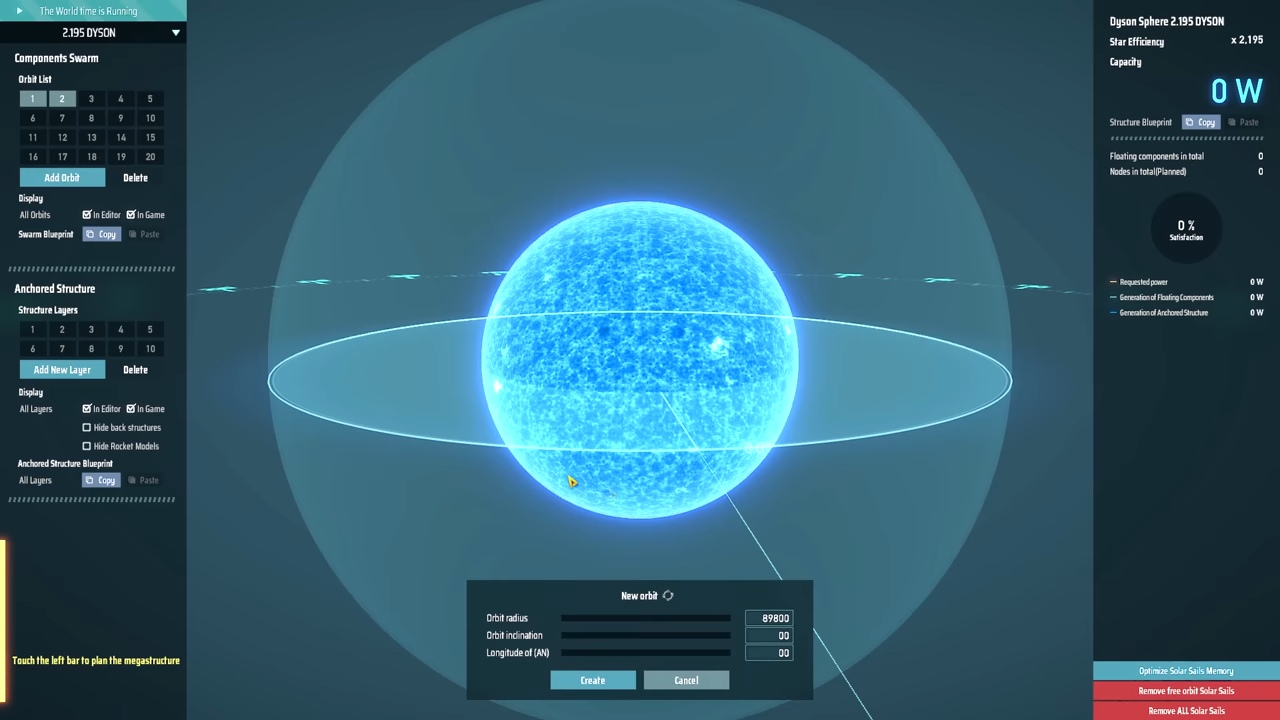 The World time is Running
2.195 DYSON
Components Swarm
Orbit List
1 2 3 4 5
6 7 8 9 10
11 12 13 14 15
16 17 18 19 20
Add Orbit Delete
Display
All Orbits In Editor In Game
Swarm Blueprint Copy Paste
Anchored Structure
Structure Layers
1 2 3 4 5
6 7 8 9 10
Add New Layer Delete
Display
All Layers In Editor In Game
Hide back structures
Hide Rocket Models
Anchored Structure Blueprint
All Layers Copy Paste
Touch the left bar to plan the megastructure
New orbit
Orbit radius 89800
Orbit inclination 00
Longitude of (AN) 00
Create Cancel
Dyson Sphere 2.195 DYSON
Star Efficiency x 2,195
Capacity
0 W
Structure Blueprint Copy Paste
Floating components in total 0
Nodes in total(Planned) 0
0 %
Satisfaction
Requested power 0 W
Generation of Floating Components 0 W
Generation of Anchored Structure 0 W
Optimize Solar Sails Memory
Remove free orbit Solar Sails
Remove ALL Solar Sails